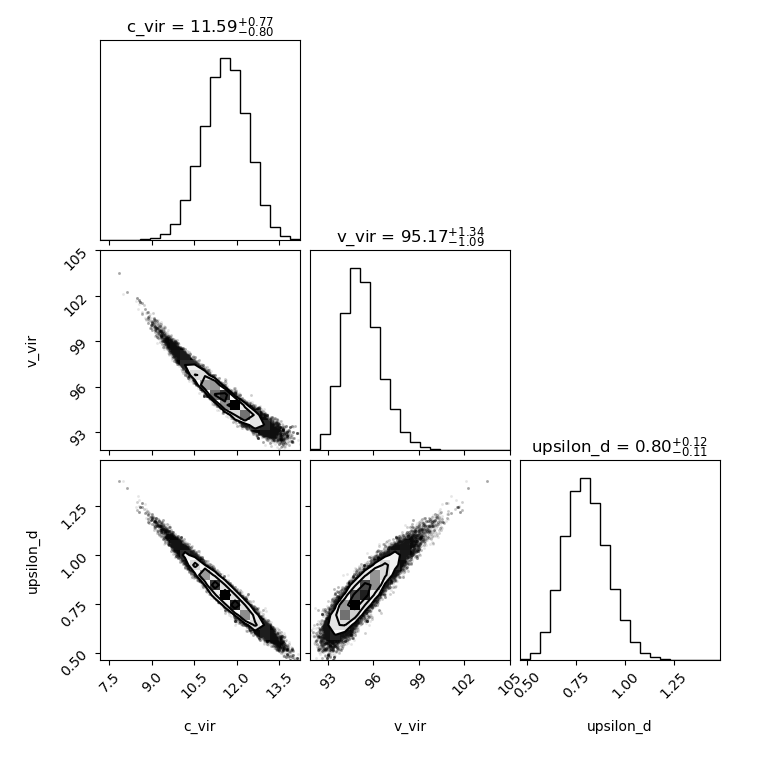 c_vir = 11.59+0.77−0.80
v_vir = 95.17+1.34−1.09
upsilon_d = 0.80+0.12−0.11
105
102
99
96
93
v_vir
1.25
1.00
0.75
0.50
upsilon_d
7.5 9.0 10.5 12.0 13.5
93 96 99 102 105
0.50 0.75 1.00 1.25
c_vir v_vir upsilon_d